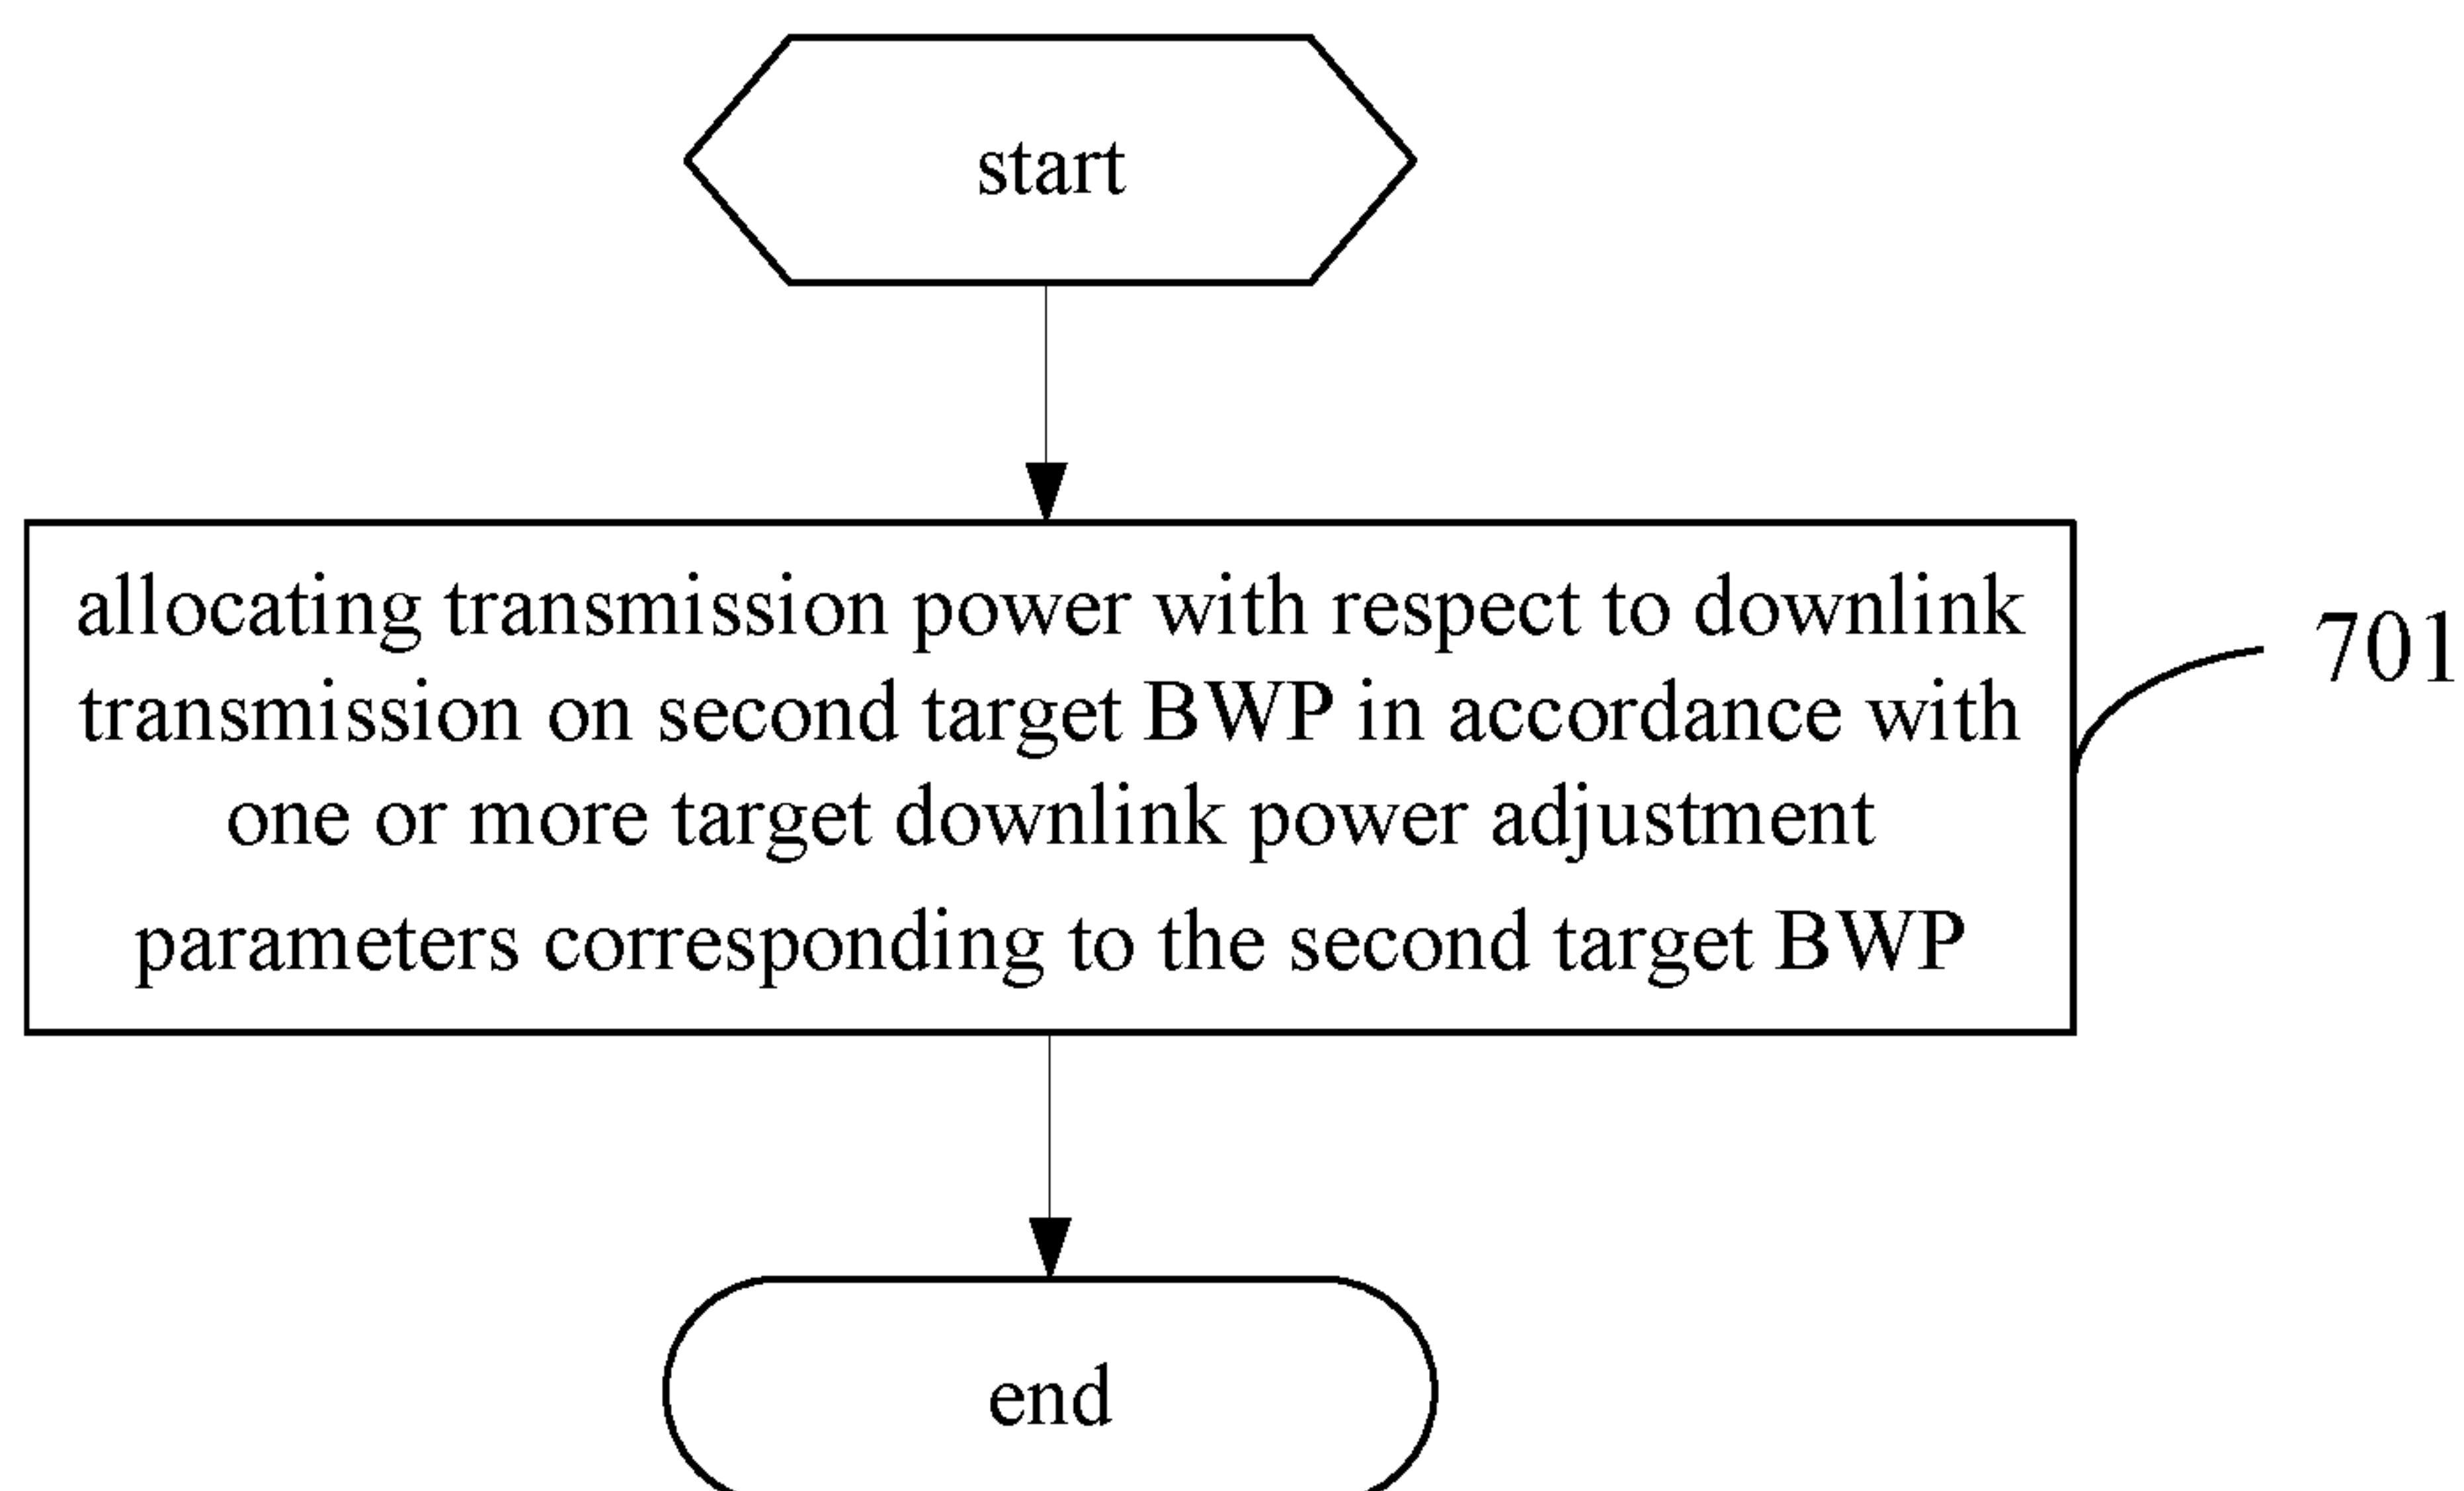 start
allocating transmission power with respect to downlink
transmission on second target BWP in accordance with
one or more target downlink power adjustment
parameters corresponding to the second target BWP
701
end